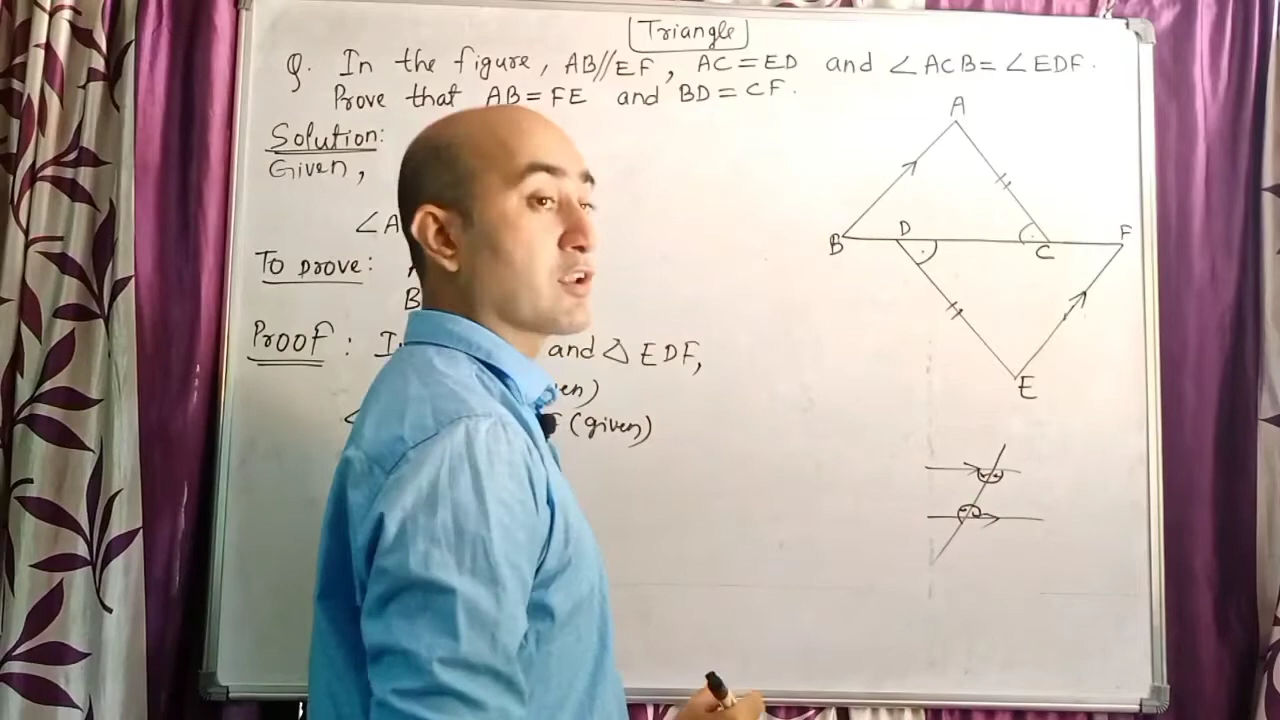 Triangle
Q. In the figure, AB//EF, AC=ED and ∠ACB=∠EDF.
Prove that AB=FE and BD=CF.
Solution:
Given,
∠A
To prove:
B
Proof: I and △EDF,
en)
(given)
A
B D C F
E